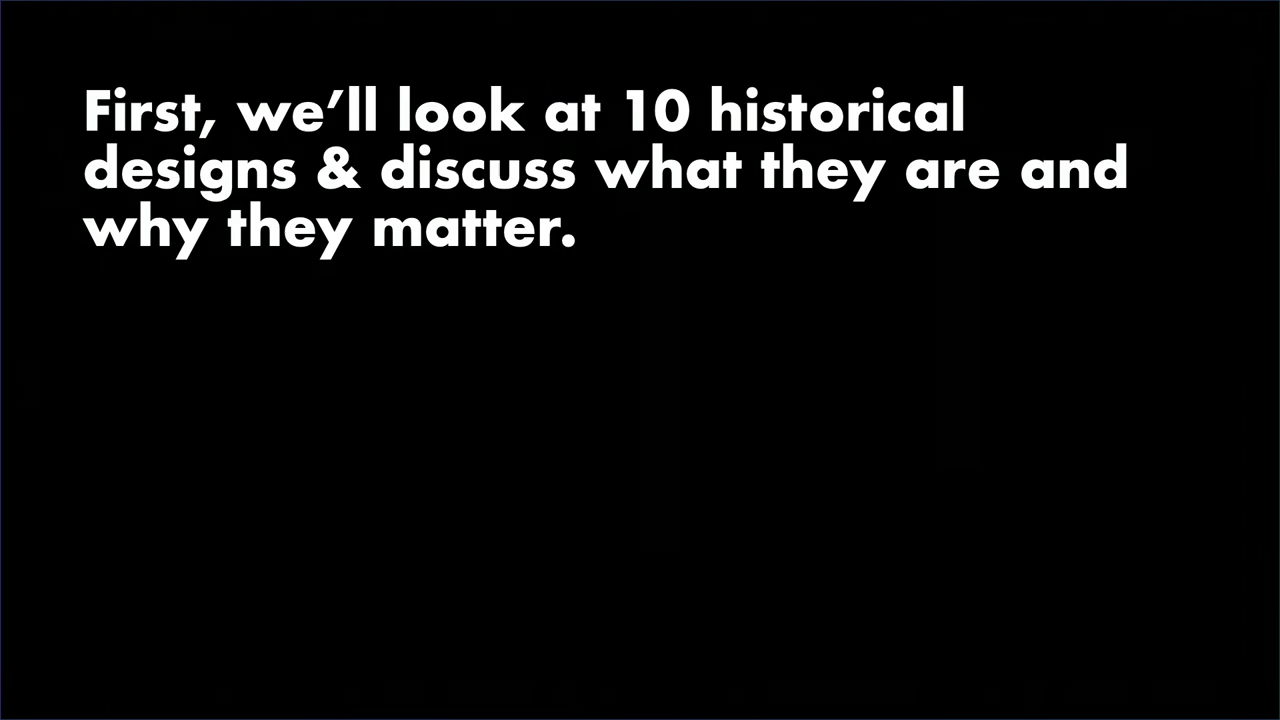 First, we’ll look at 10 historical
designs & discuss what they are and
why they matter.